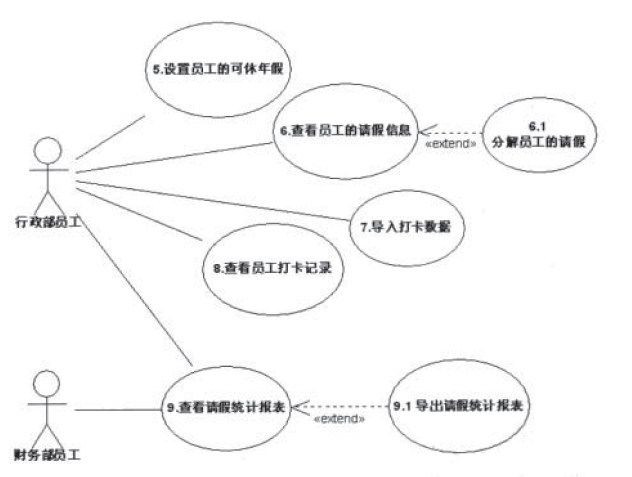 5.设置员工的可休年假
6.查看员工的请假信息
«extend»
6.1
分解员工的请假
行政部员工
7.导入打卡数据
8.查看员工打卡记录
9.查看请假统计报表
«extend»
9.1 导出请假统计报表
财务部员工